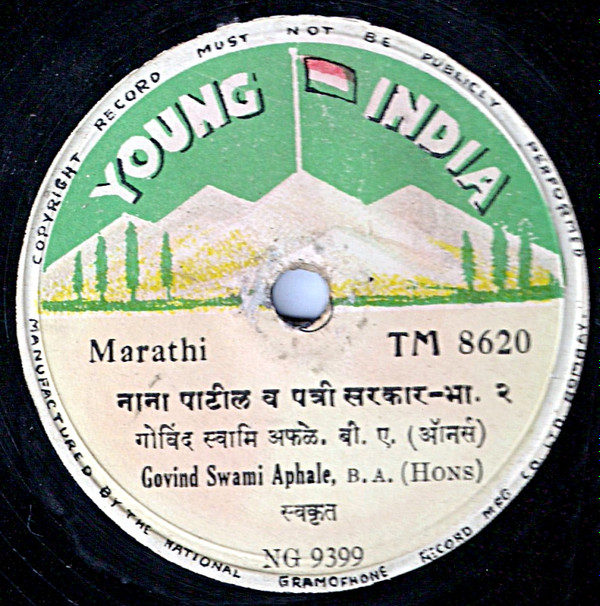 COPYRIGHT RECORD MUST NOT BE PUBLICLY PERFORMED
YOUNG INDIA
Marathi TM 8620
नाना पाटील व पत्री सरकार-भा. २
गोविंद स्वामि अफळे. बी. ए. (ऑनर्स)
Govind Swami Aphale, B. A. (HONS)
स्वकृत
NG 9399
MANUFACTURED BY THE NATIONAL GRAMOPHONE RECORD MFG CO. LTD. BOMBAY.